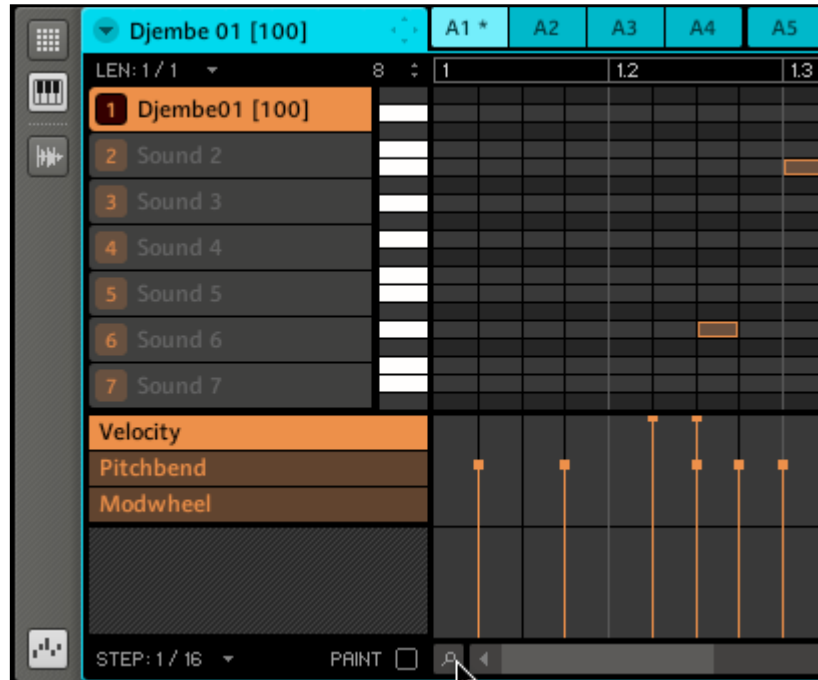 Djembe 01 [100] A1 * A2 A3 A4 A5
LEN: 1 / 1 8 1 1.2 1.3
1 Djembe01 [100]
2 Sound 2
3 Sound 3
4 Sound 4
5 Sound 5
6 Sound 6
7 Sound 7
Velocity
Pitchbend
Modwheel
STEP: 1 / 16 PAINT